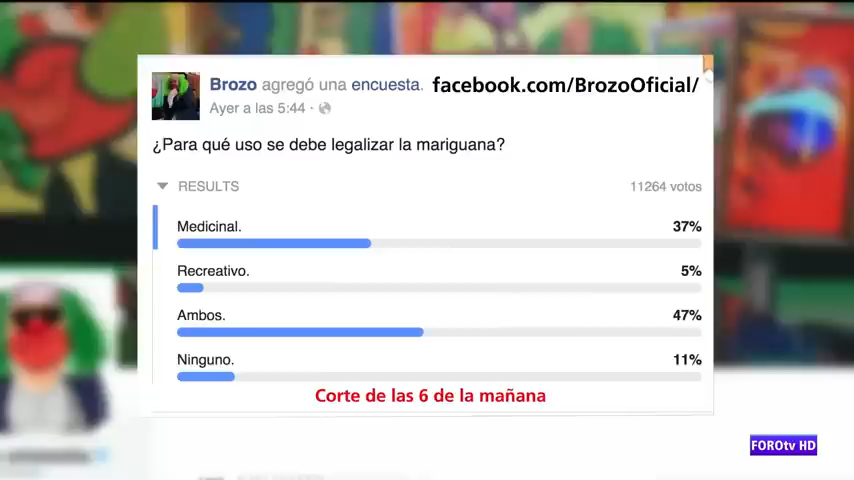 Brozo agregó una encuesta. facebook.com/BrozoOficial/
Ayer a las 5:44 ·
¿Para qué uso se debe legalizar la mariguana?
RESULTS 11264 votos
Medicinal. 37%
Recreativo. 5%
Ambos. 47%
Ninguno. 11%
Corte de las 6 de la mañana
FOROtv HD